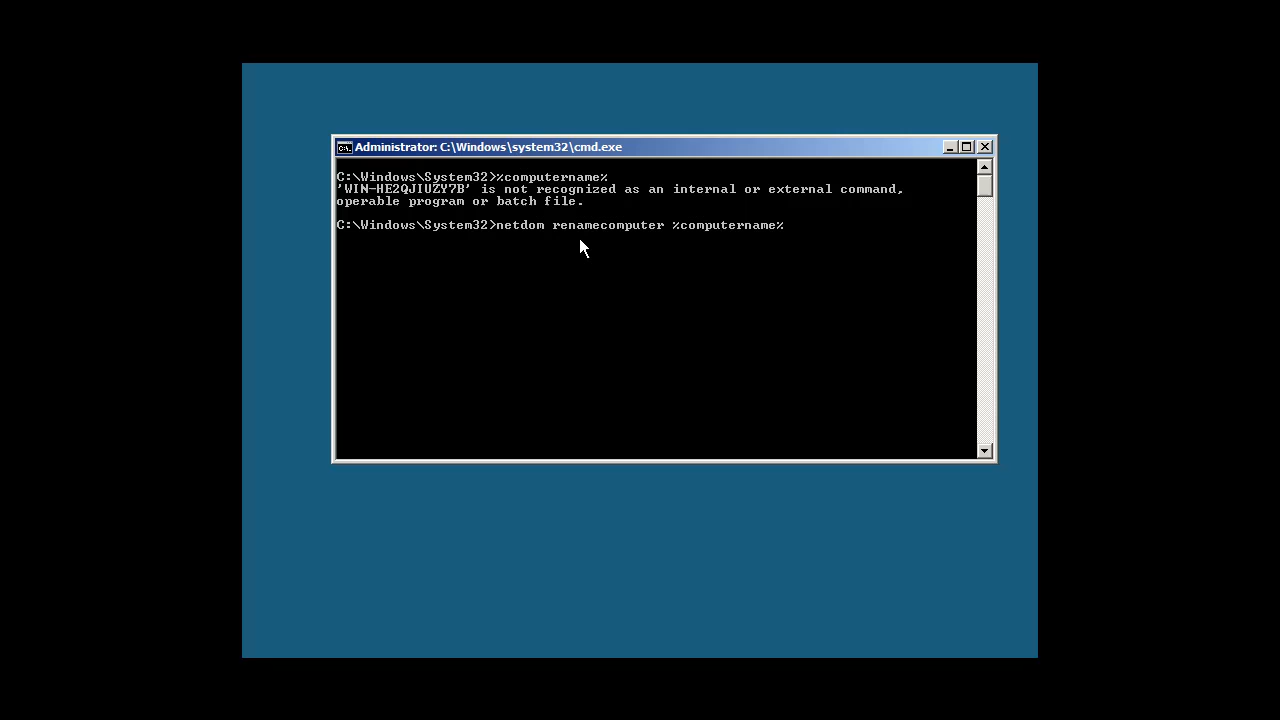 Administrator: C:\Windows\system32\cmd.exe
C:\Windows\System32>%computername%
'WIN-HE2QJIUZY7B' is not recognized as an internal or external command,
operable program or batch file.
C:\Windows\System32>netdom renamecomputer %computername%